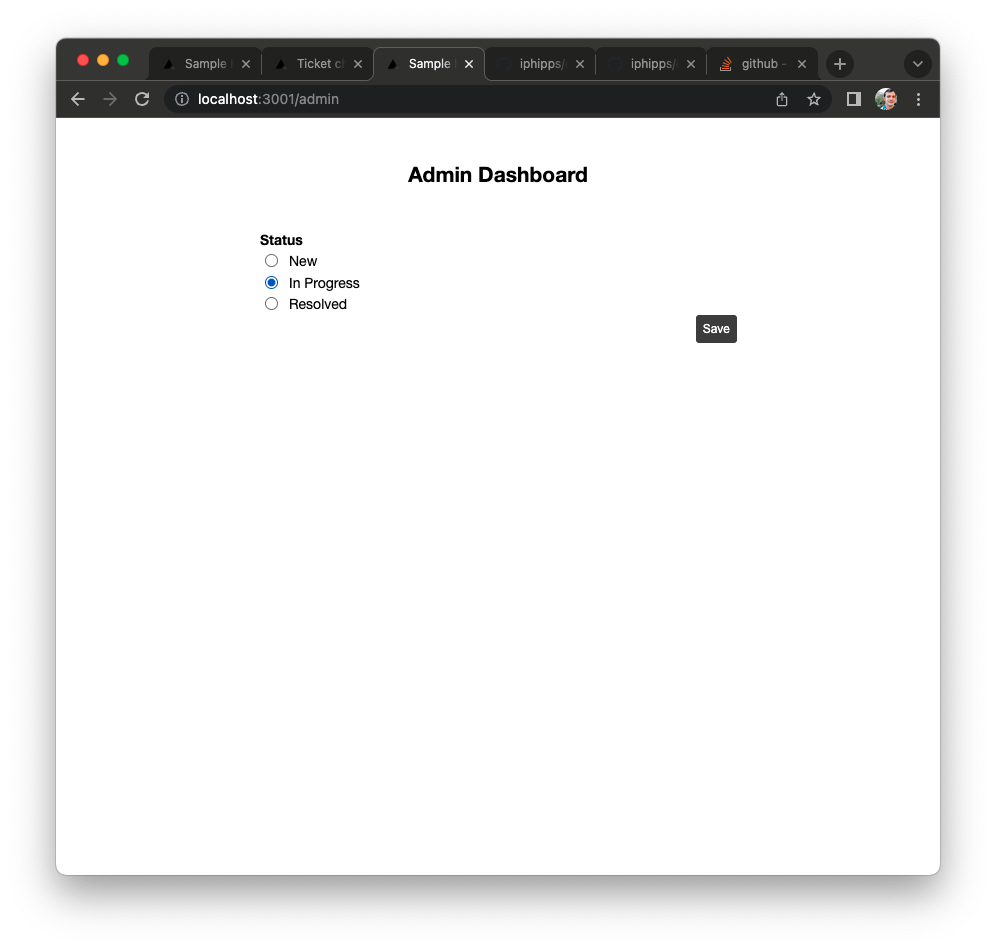 Sample
Ticket cl
Sample
iphipps/
iphipps/
github -
localhost:3001/admin
Admin Dashboard
Status
New
In Progress
Resolved
Save